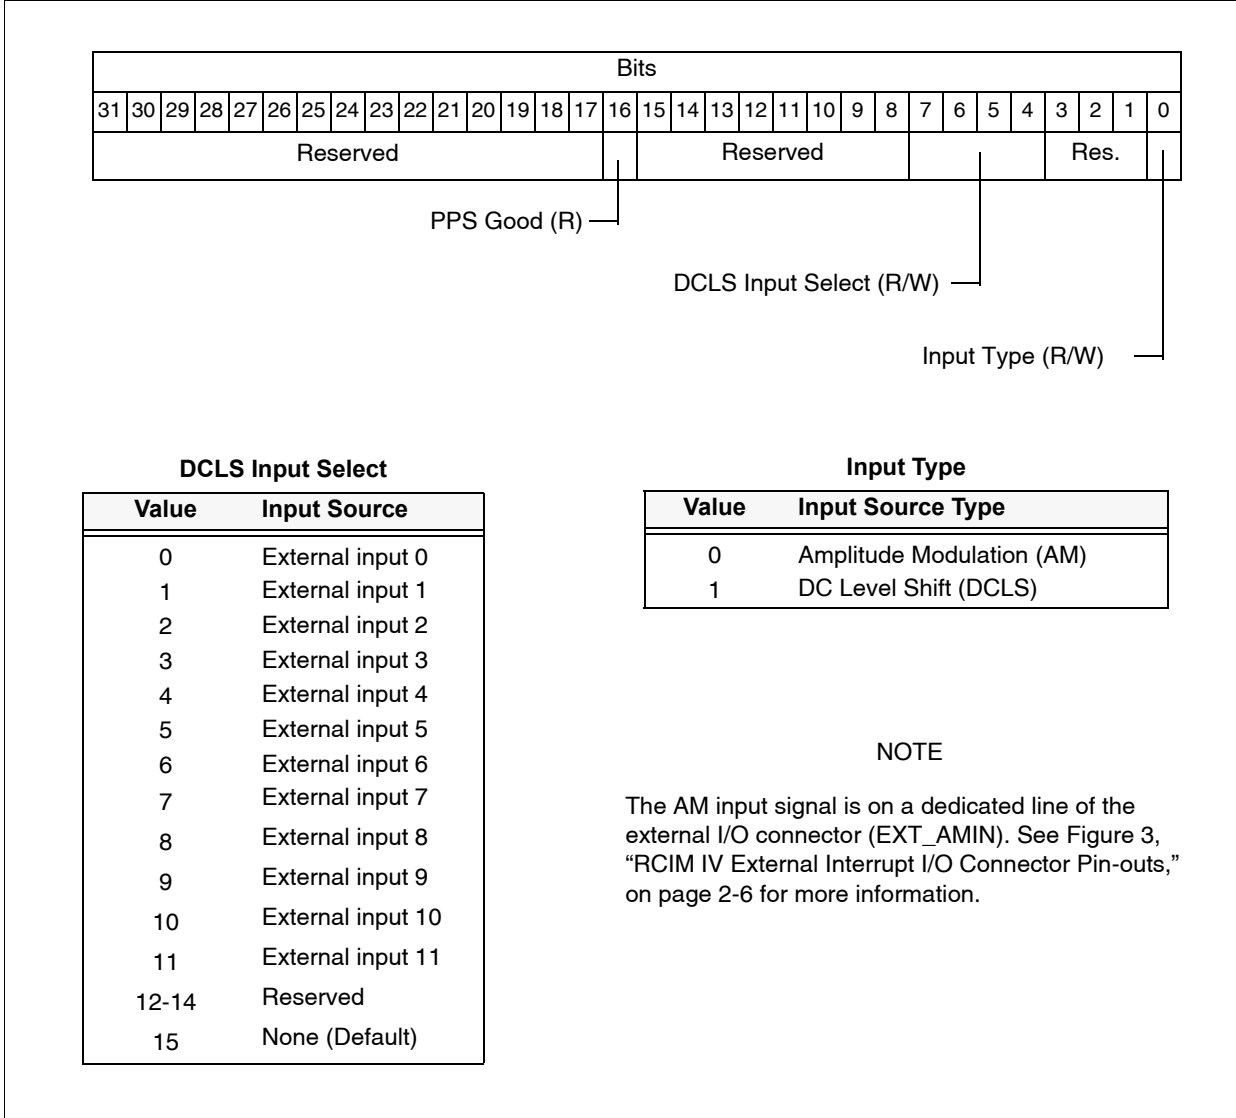 Bits
31 30 29 28 27 26 25 24 23 22 21 20 19 18 17 16 15 14 13 12 11 10 9 8 7 6 5 4 3 2 1 0
Reserved Reserved Res.
PPS Good (R)
DCLS Input Select (R/W)
Input Type (R/W)
DCLS Input Select
Value Input Source
0 External input 0
1 External input 1
2 External input 2
3 External input 3
4 External input 4
5 External input 5
6 External input 6
7 External input 7
8 External input 8
9 External input 9
10 External input 10
11 External input 11
12-14 Reserved
15 None (Default)
Input Type
Value Input Source Type
0 Amplitude Modulation (AM)
1 DC Level Shift (DCLS)
NOTE
The AM input signal is on a dedicated line of the
external I/O connector (EXT_AMIN). See Figure 3,
“RCIM IV External Interrupt I/O Connector Pin-outs,”
on page 2-6 for more information.